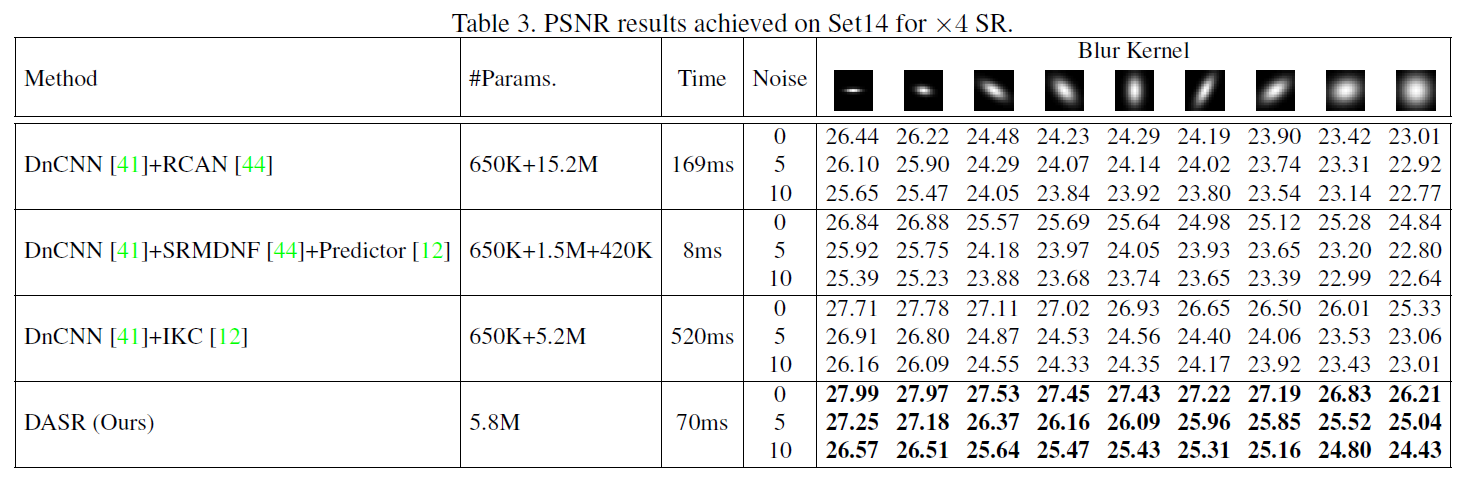 Table 3. PSNR results achieved on Set14 for ×4 SR.
Method #Params. Time Noise Blur Kernel
0 26.44 26.22 24.48 24.23 24.29 24.19 23.90 23.42 23.01
DnCNN [41]+RCAN [44] 650K+15.2M 169ms 5 26.10 25.90 24.29 24.07 24.14 24.02 23.74 23.31 22.92
10 25.65 25.47 24.05 23.84 23.92 23.80 23.54 23.14 22.77
0 26.84 26.88 25.57 25.69 25.64 24.98 25.12 25.28 24.84
DnCNN [41]+SRMDNF [44]+Predictor [12] 650K+1.5M+420K 8ms 5 25.92 25.75 24.18 23.97 24.05 23.93 23.65 23.20 22.80
10 25.39 25.23 23.88 23.68 23.74 23.65 23.39 22.99 22.64
0 27.71 27.78 27.11 27.02 26.93 26.65 26.50 26.01 25.33
DnCNN [41]+IKC [12] 650K+5.2M 520ms 5 26.91 26.80 24.87 24.53 24.56 24.40 24.06 23.53 23.06
10 26.16 26.09 24.55 24.33 24.35 24.17 23.92 23.43 23.01
0 27.99 27.97 27.53 27.45 27.43 27.22 27.19 26.83 26.21
DASR (Ours) 5.8M 70ms 5 27.25 27.18 26.37 26.16 26.09 25.96 25.85 25.52 25.04
10 26.57 26.51 25.64 25.47 25.43 25.31 25.16 24.80 24.43